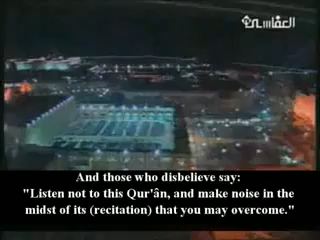 العفاسي
And those who disbelieve say:
"Listen not to this Qur'ân, and make noise in the
midst of its (recitation) that you may overcome."